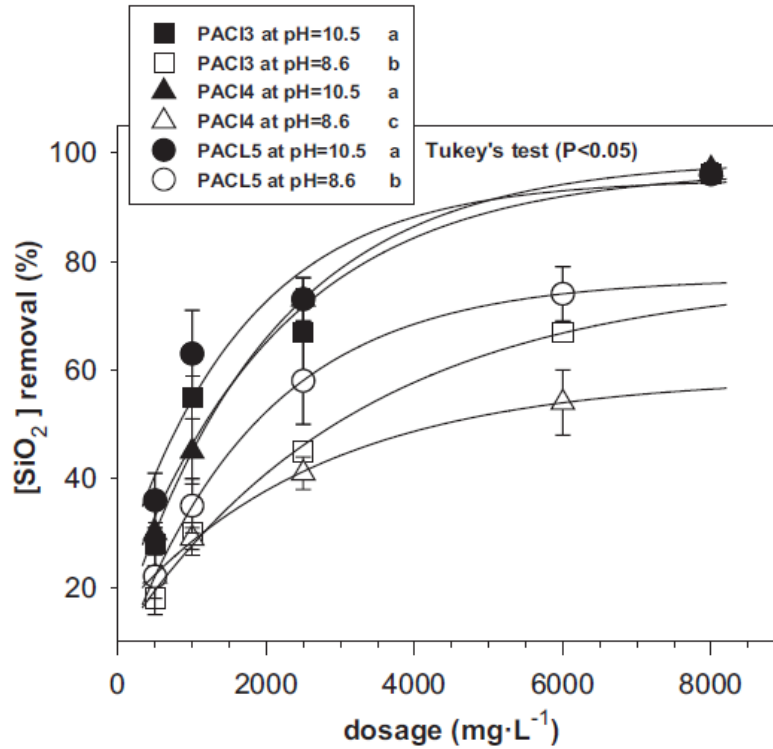 PACl3 at pH=10.5 a
PACl3 at pH=8.6 b
PACl4 at pH=10.5 a
PACl4 at pH=8.6 c
PACL5 at pH=10.5 a
PACL5 at pH=8.6 b
Tukey's test (P<0.05)
100
80
60
40
20
[SiO₂] removal (%)
0 2000 4000 6000 8000
dosage (mg·L⁻¹)